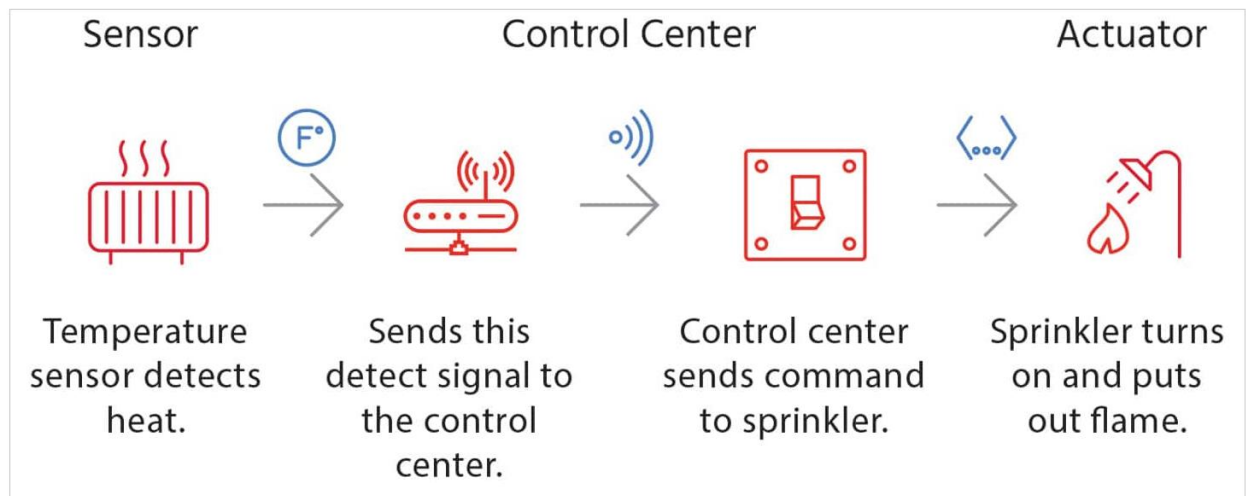 Sensor
Control Center
Actuator
F°
Temperature
sensor detects
heat.
Sends this
detect signal to
the control
center.
Control center
sends command
to sprinkler.
Sprinkler turns
on and puts
out flame.